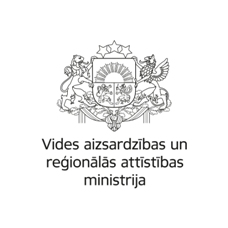 Vides aizsardzības un
reģionālās attīstības
ministrija